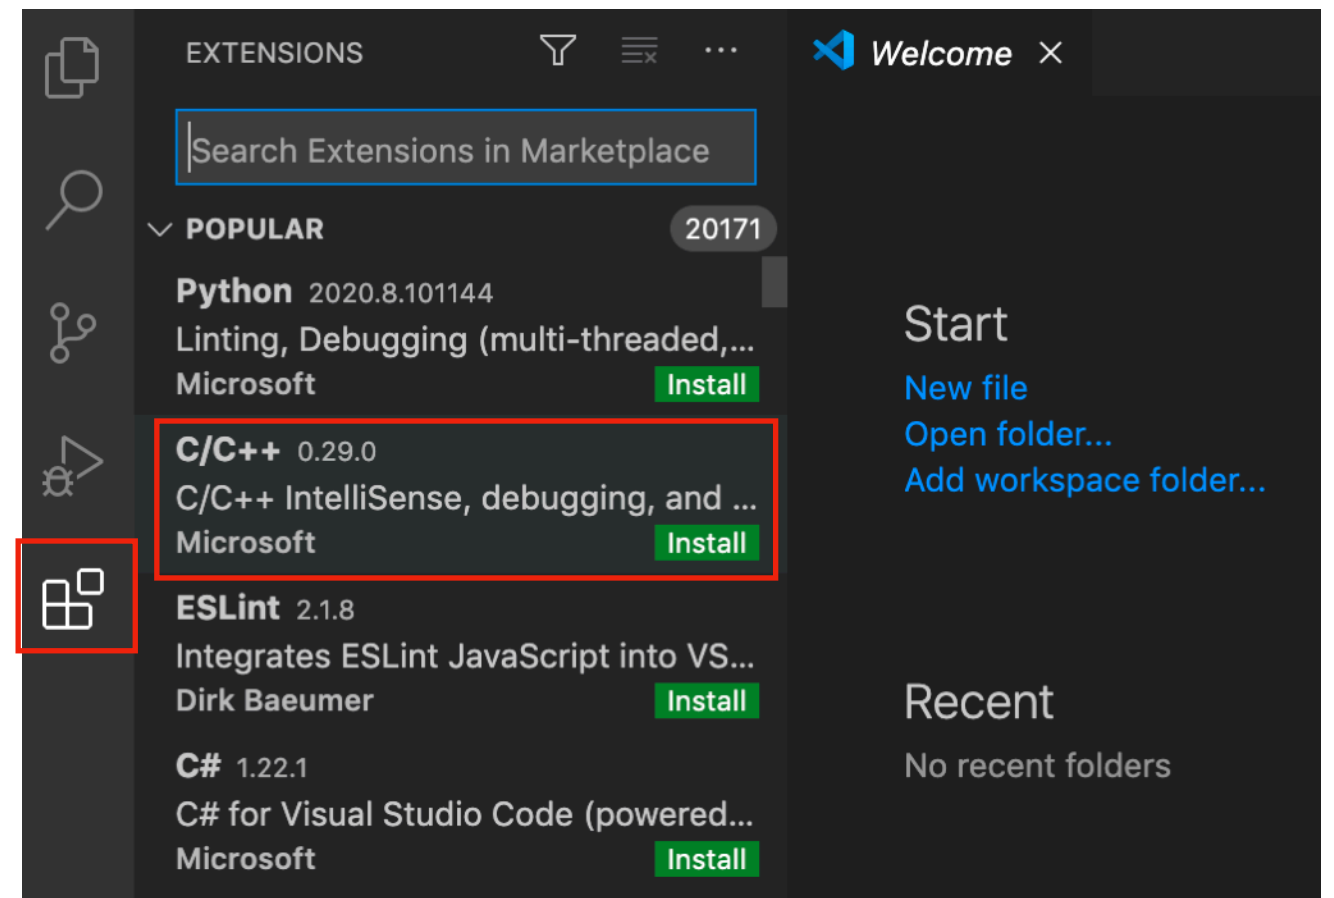 EXTENSIONS
Welcome
Search Extensions in Marketplace
POPULAR 20171
Python 2020.8.101144
Linting, Debugging (multi-threaded,...
Microsoft Install
C/C++ 0.29.0
C/C++ IntelliSense, debugging, and ...
Microsoft Install
ESLint 2.1.8
Integrates ESLint JavaScript into VS...
Dirk Baeumer Install
C# 1.22.1
C# for Visual Studio Code (powered...
Microsoft Install
Start
New file
Open folder...
Add workspace folder...
Recent
No recent folders